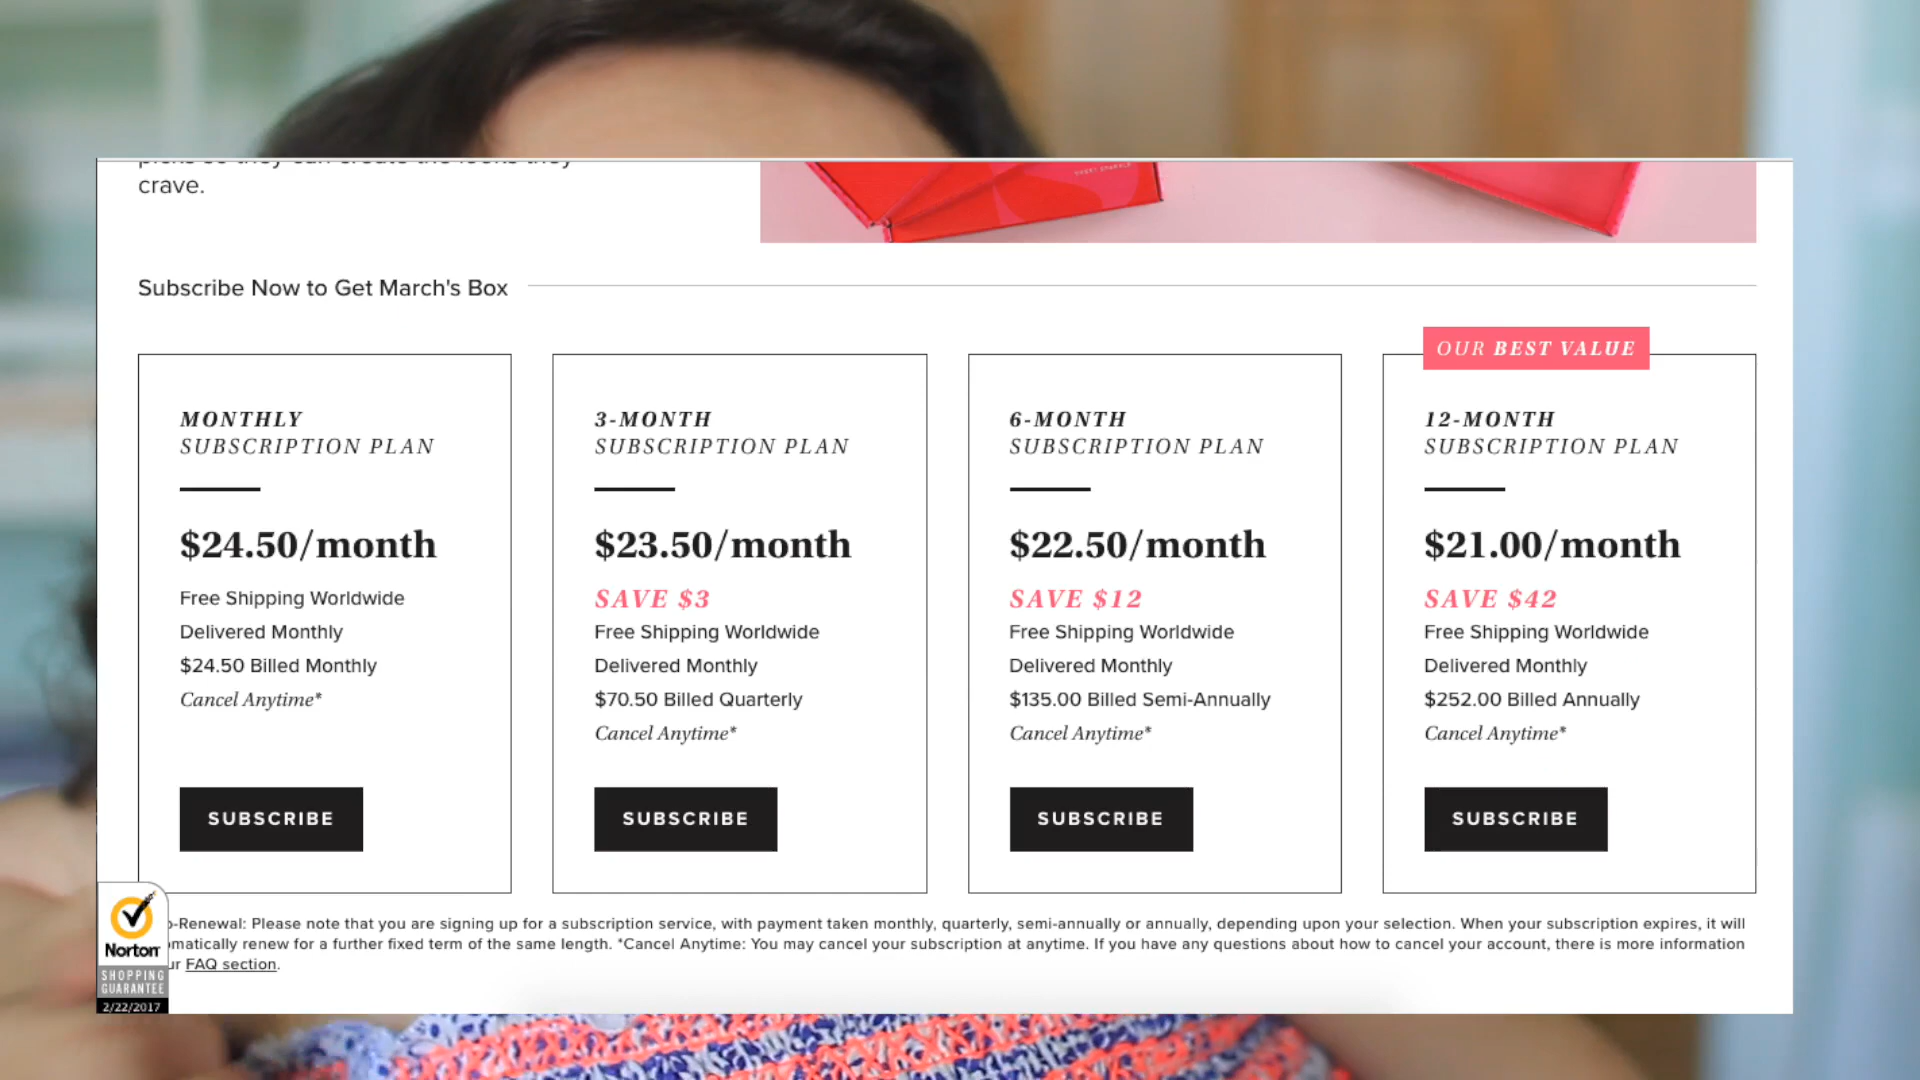 crave.
SWEET SPARKLE
Subscribe Now to Get March's Box
OUR BEST VALUE
MONTHLY
SUBSCRIPTION PLAN
$24.50/month
Free Shipping Worldwide
Delivered Monthly
$24.50 Billed Monthly
Cancel Anytime*
SUBSCRIBE
3-MONTH
SUBSCRIPTION PLAN
$23.50/month
SAVE $3
Free Shipping Worldwide
Delivered Monthly
$70.50 Billed Quarterly
Cancel Anytime*
SUBSCRIBE
6-MONTH
SUBSCRIPTION PLAN
$22.50/month
SAVE $12
Free Shipping Worldwide
Delivered Monthly
$135.00 Billed Semi-Annually
Cancel Anytime*
SUBSCRIBE
12-MONTH
SUBSCRIPTION PLAN
$21.00/month
SAVE $42
Free Shipping Worldwide
Delivered Monthly
$252.00 Billed Annually
Cancel Anytime*
SUBSCRIBE
o-Renewal: Please note that you are signing up for a subscription service, with payment taken monthly, quarterly, semi-annually or annually, depending upon your selection. When your subscription expires, it will
omatically renew for a further fixed term of the same length. *Cancel Anytime: You may cancel your subscription at anytime. If you have any questions about how to cancel your account, there is more information
ur FAQ section.
Norton
SHOPPING
GUARANTEE
2/22/2017